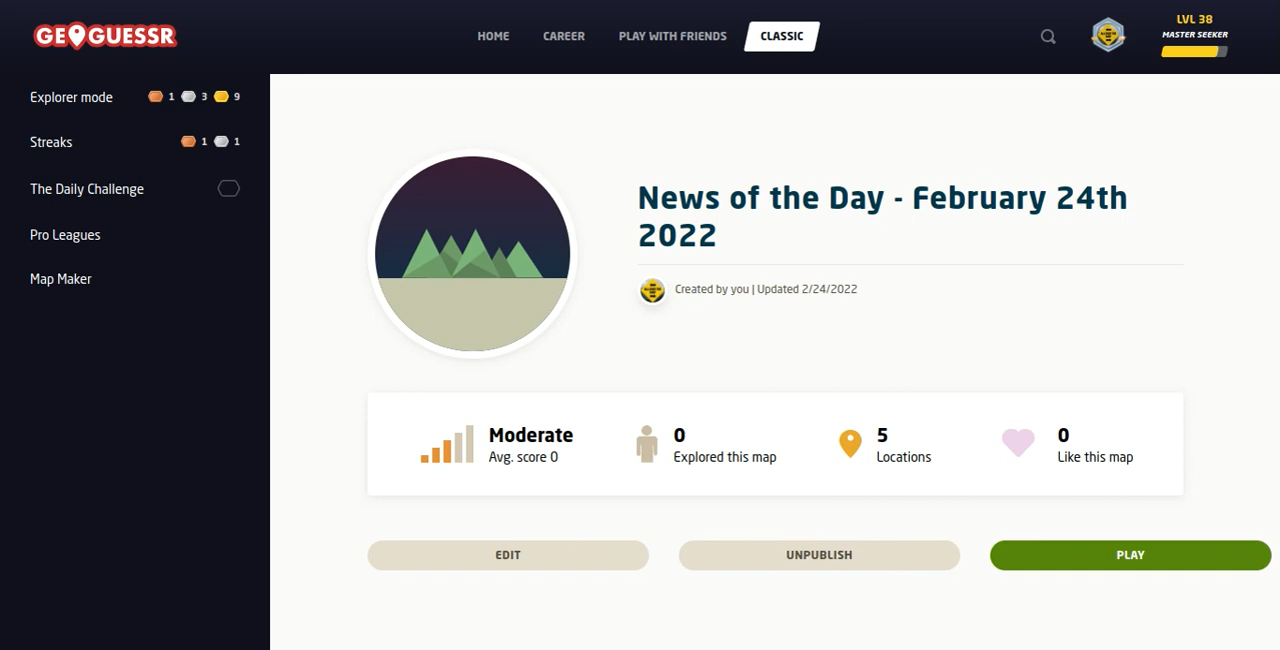 GEOGUESSR
HOME CAREER PLAY WITH FRIENDS CLASSIC
LVL 38
MASTER SEEKER
Explorer mode 1 3 9
Streaks 1 1
The Daily Challenge
Pro Leagues
Map Maker
News of the Day - February 24th
2022
Created by you | Updated 2/24/2022
Moderate
Avg. score 0
0
Explored this map
5
Locations
0
Like this map
EDIT UNPUBLISH PLAY